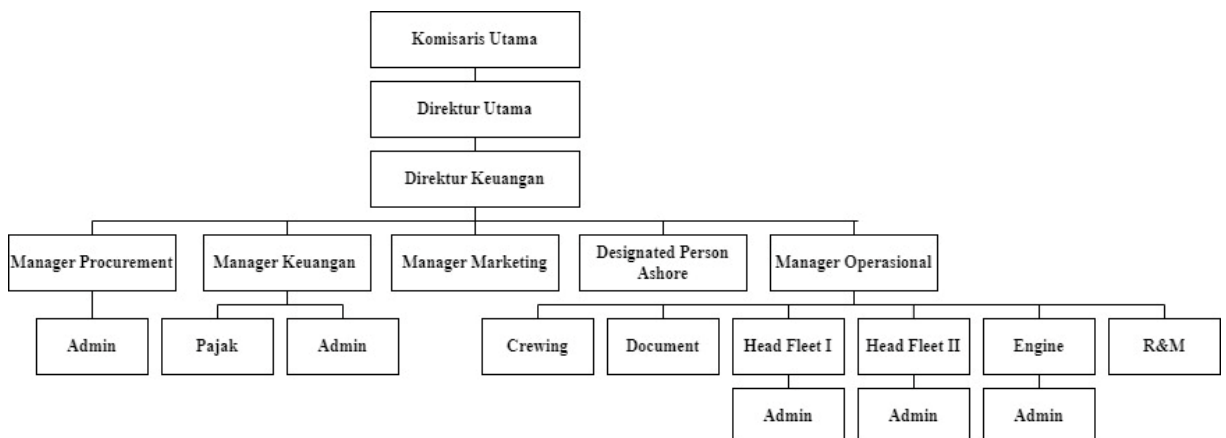 Komisaris Utama
Direktur Utama
Direktur Keuangan
Manager Procurement
Manager Keuangan
Manager Marketing
Designated Person
Ashore
Manager Operasional
Admin
Pajak
Admin
Crewing
Document
Head Fleet I
Head Fleet II
Engine
R&M
Admin
Admin
Admin